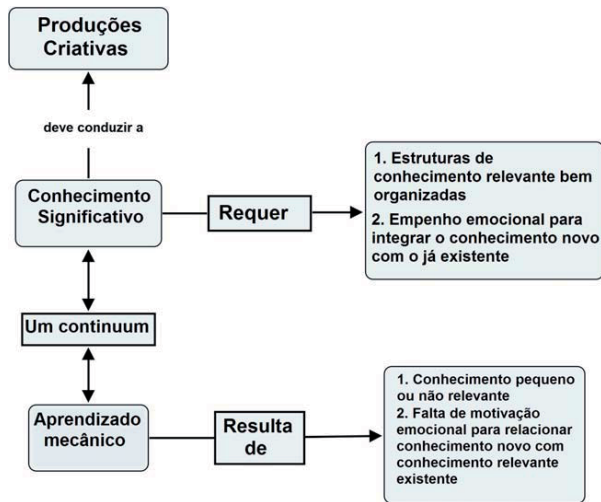 Produções
Criativas
deve conduzir a
Conhecimento
Significativo
Requer
1. Estruturas de
conhecimento relevante bem
organizadas
2. Empenho emocional para
integrar o conhecimento novo
com o já existente
Um continuum
Aprendizado
mecânico
Resulta
de
1. Conhecimento pequeno
ou não relevante
2. Falta de motivação
emocional para relacionar
conhecimento novo com
conhecimento relevante
existente